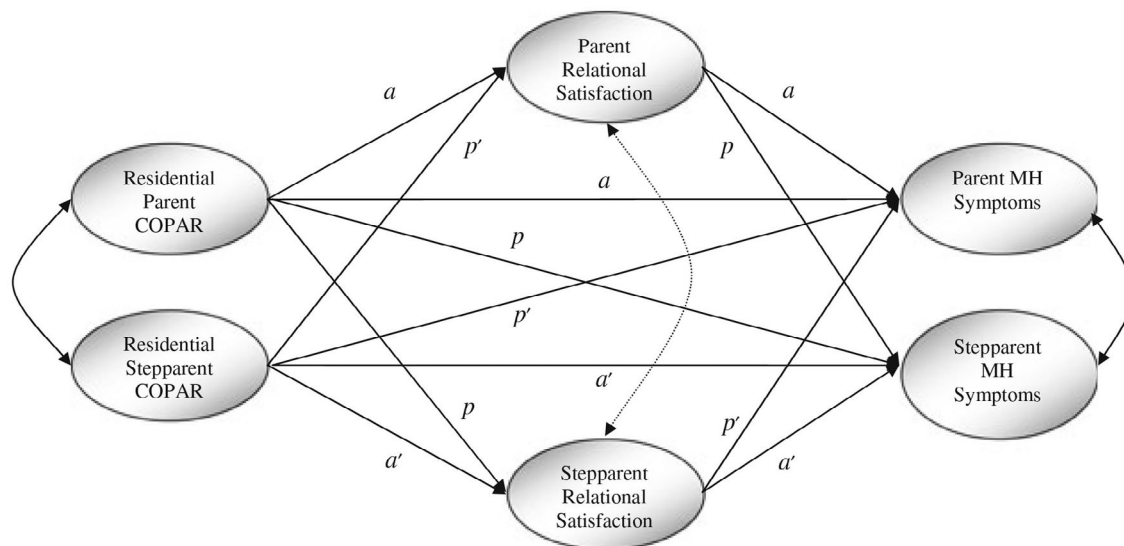 Parent
Relational
Satisfaction
a
a
p′
p
Residential
Parent
COPAR
a
Parent MH
Symptoms
p
p′
Residential
Stepparent
COPAR
a′
Stepparent
MH
Symptoms
p
p′
a′
a′
Stepparent
Relational
Satisfaction